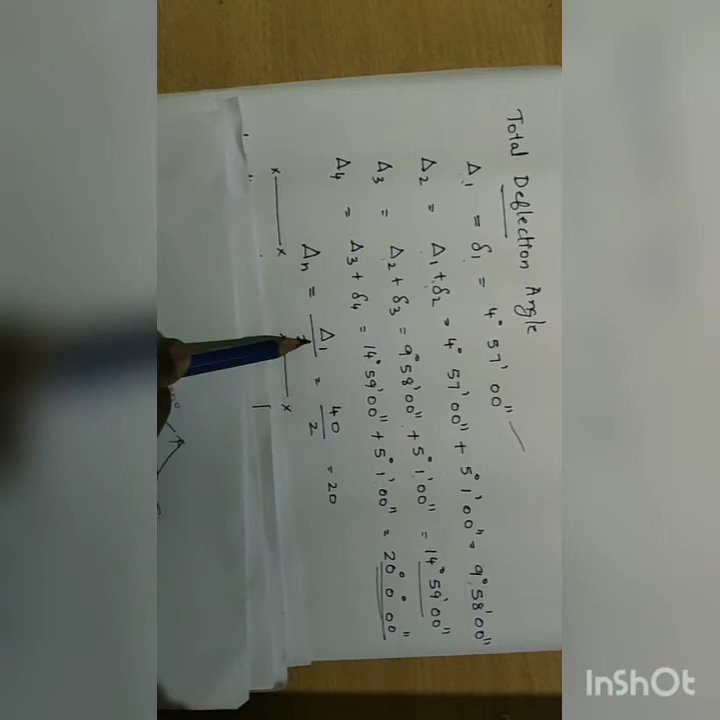 Total Deflection Angle
Δ1 = δ1 = 4° 57' 00"
Δ2 = Δ1 + δ2 = 4° 57' 00" + 5° 1' 00" = 9° 58' 00"
Δ3 = Δ2 + δ3 = 9° 58' 00" + 5° 1' 00" = 14° 59' 00"
Δ4 = Δ3 + δ4 = 14° 59' 00" + 5° 1' 00" = 20° 0° 00"
Δn = Δ1 / = 40 / 2 = 20
x———x
InShOt